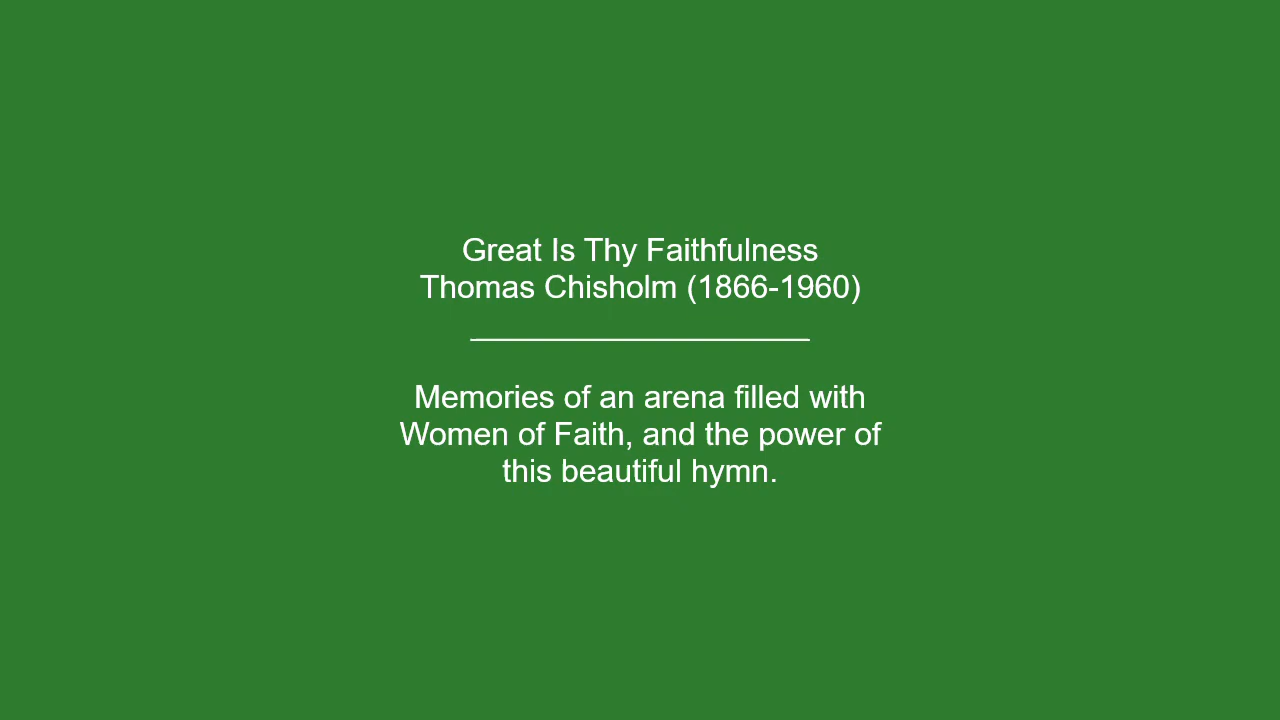 Great Is Thy Faithfulness
Thomas Chisholm (1866-1960)
Memories of an arena filled with
Women of Faith, and the power of
this beautiful hymn.